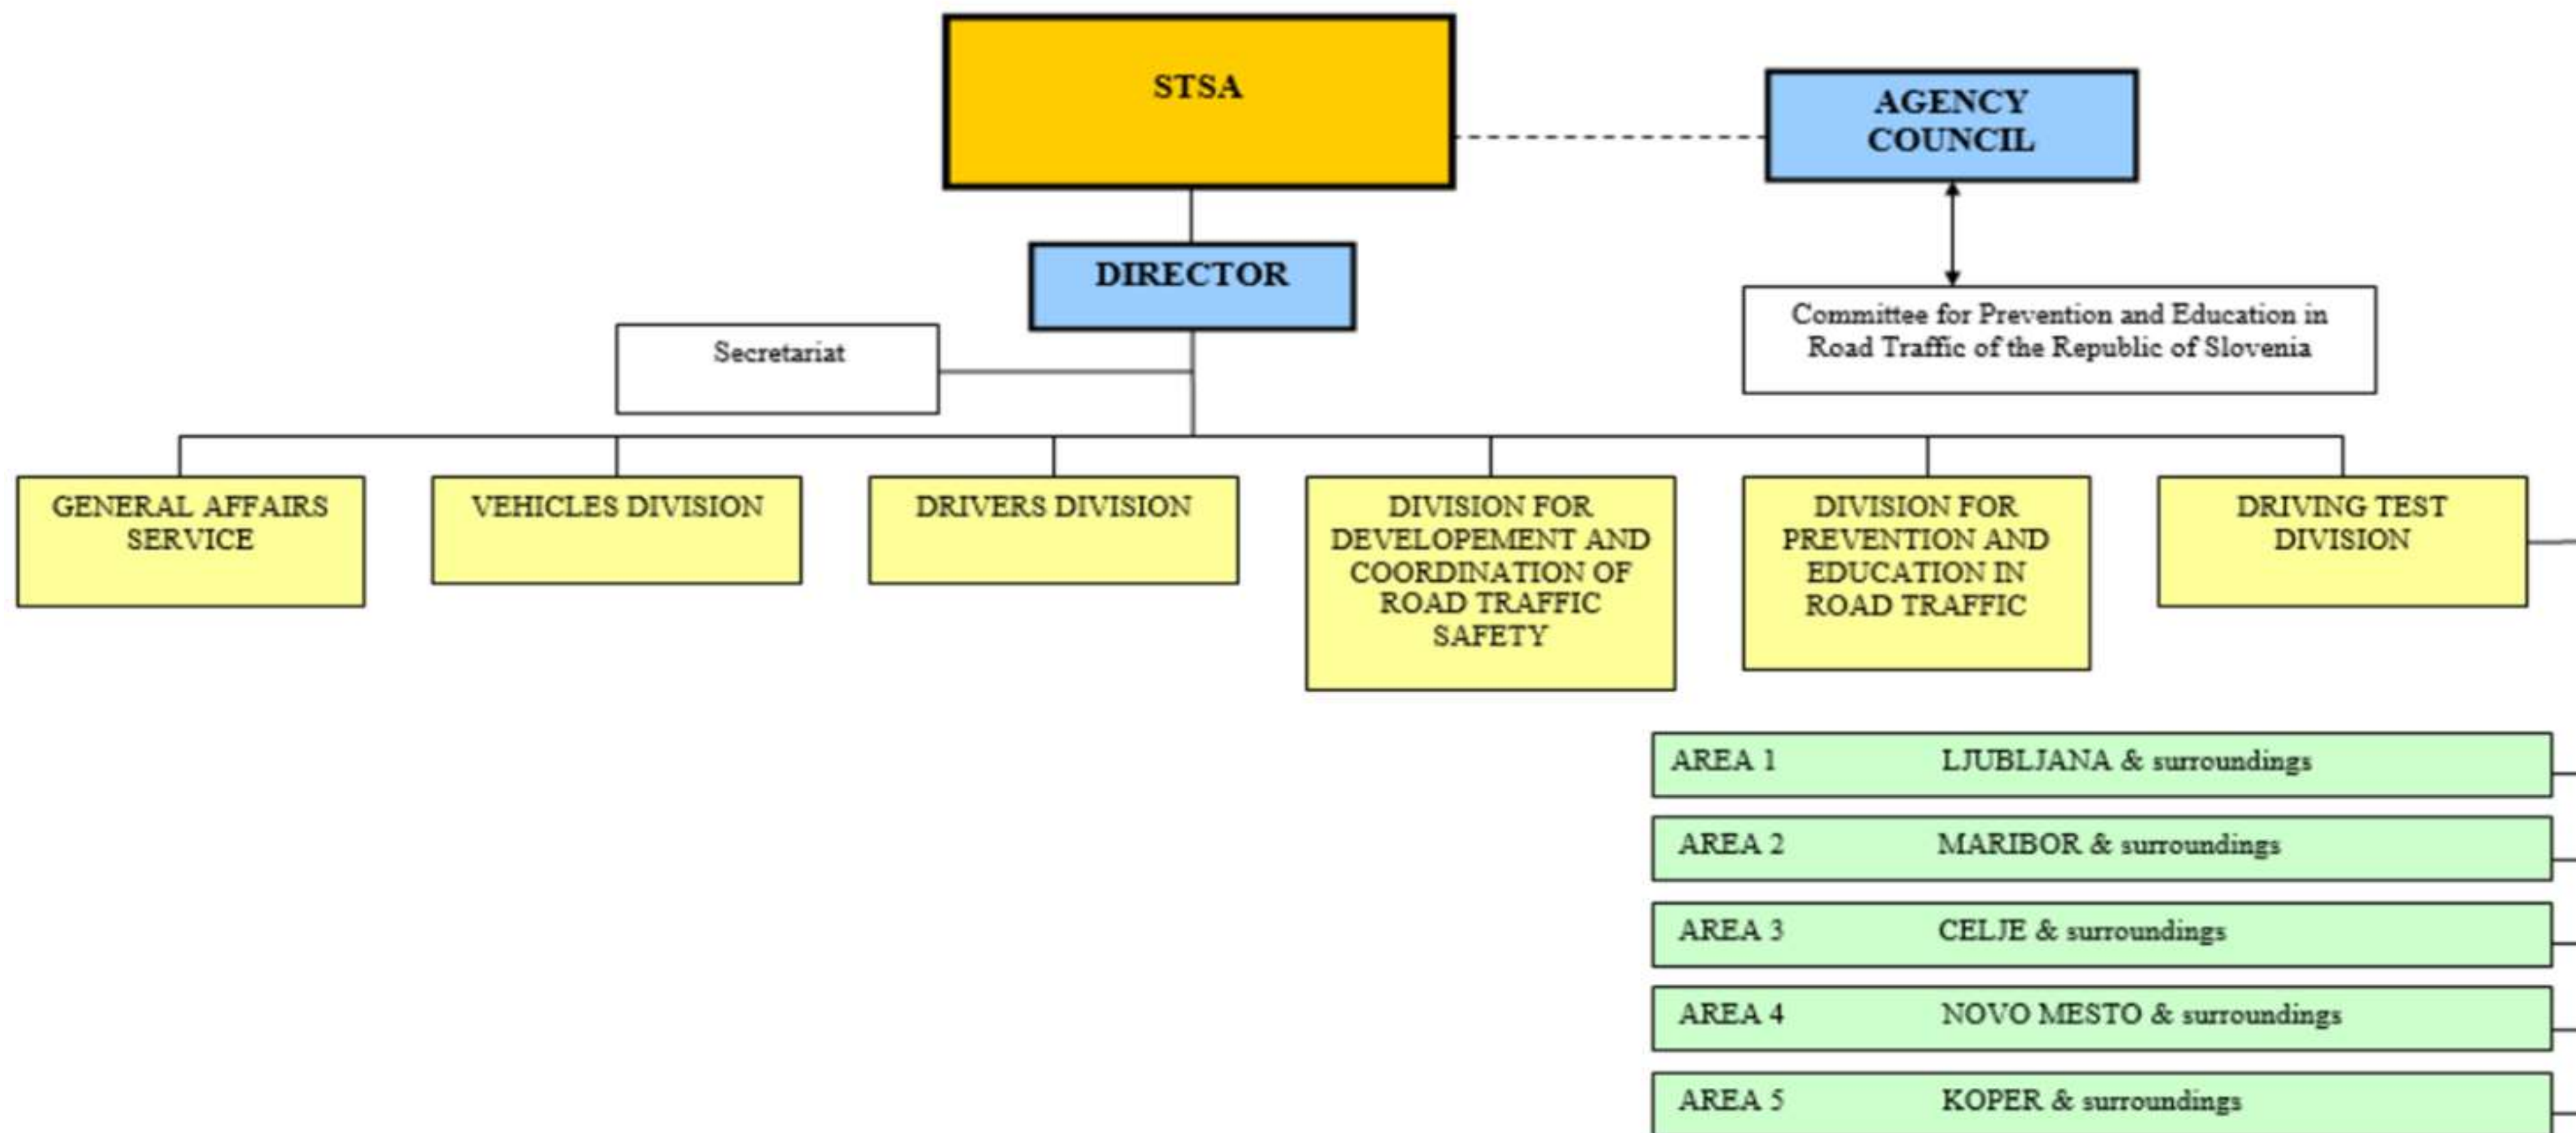 STSA
AGENCY
COUNCIL
DIRECTOR
Secretariat
Committee for Prevention and Education in
Road Traffic of the Republic of Slovenia
GENERAL AFFAIRS
SERVICE
VEHICLES DIVISION
DRIVERS DIVISION
DIVISION FOR
DEVELOPEMENT AND
COORDINATION OF
ROAD TRAFFIC
SAFETY
DIVISION FOR
PREVENTION AND
EDUCATION IN
ROAD TRAFFIC
DRIVING TEST
DIVISION
AREA 1 LJUBLJANA & surroundings
AREA 2 MARIBOR & surroundings
AREA 3 CELJE & surroundings
AREA 4 NOVO MESTO & surroundings
AREA 5 KOPER & surroundings